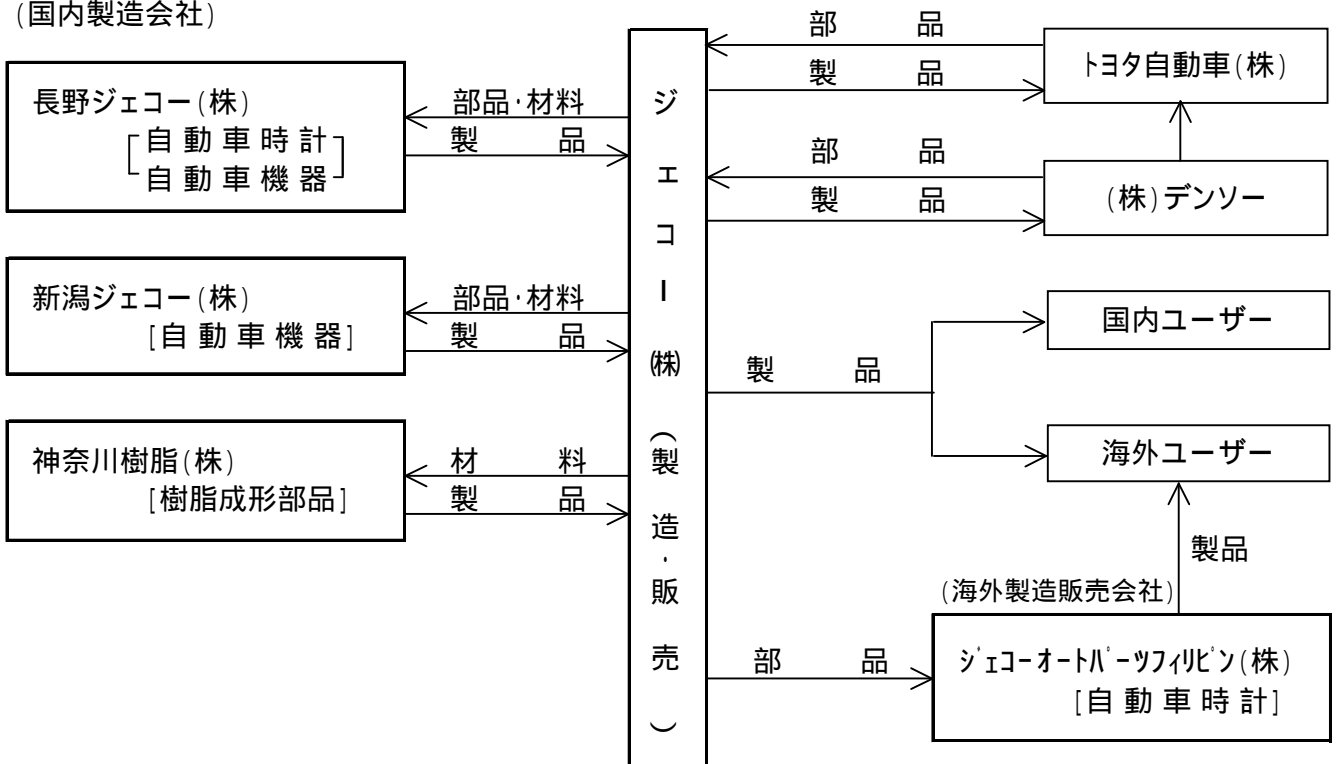 (国内製造会社)
長野ジェコー(株)
[自動車時計
自動車機器]
部品・材料
製品
新潟ジェコー(株)
[自動車機器]
部品・材料
製品
神奈川樹脂(株)
[樹脂成形部品]
材料
製品
ジェコー㈱(製造・販売)
部品
製品
トヨタ自動車(株)
部品
製品
(株)デンソー
製品
国内ユーザー
海外ユーザー
製品
(海外製造販売会社)
部品
ジェコーオートパーツフィリピン(株)
[自動車時計]